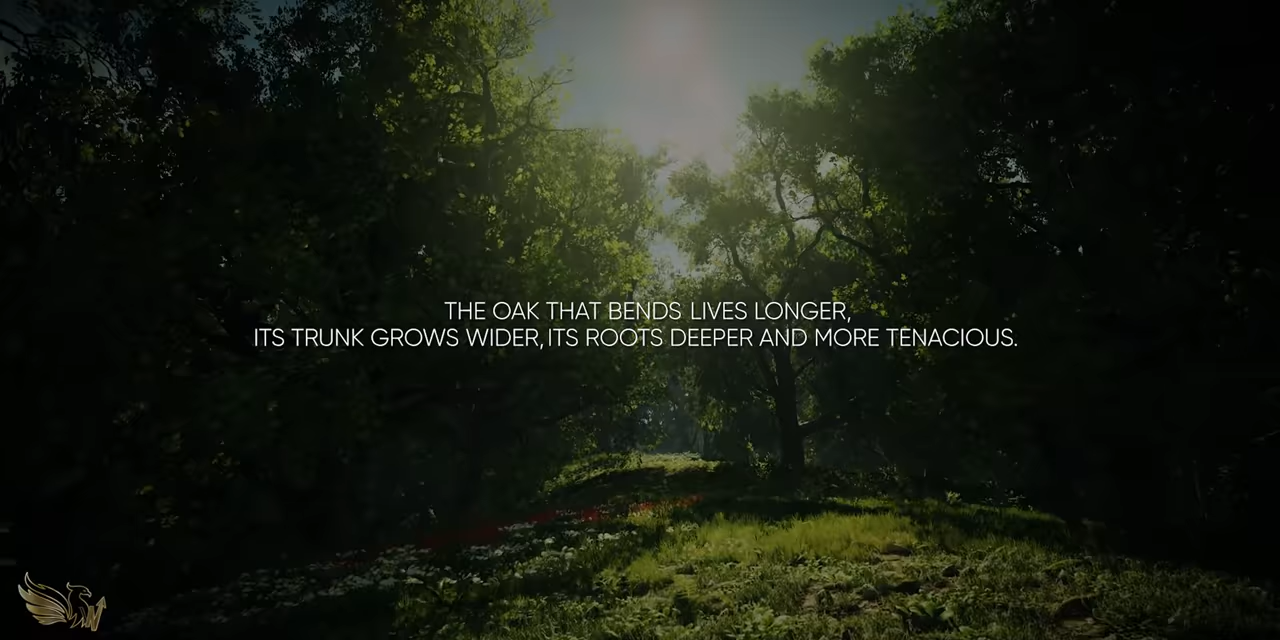 THE OAK THAT BENDS LIVES LONGER,
ITS TRUNK GROWS WIDER, ITS ROOTS DEEPER AND MORE TENACIOUS.